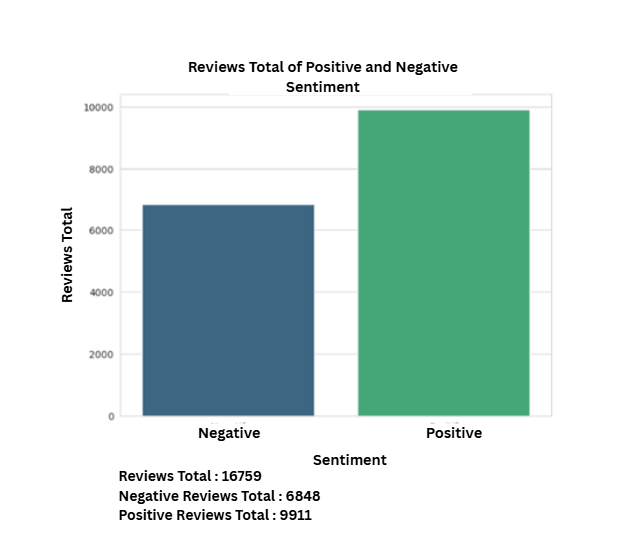 Reviews Total of Positive and Negative
Sentiment
Reviews Total
10000
8000
6000
4000
2000
0
Negative
Positive
Sentiment
Reviews Total : 16759
Negative Reviews Total : 6848
Positive Reviews Total : 9911